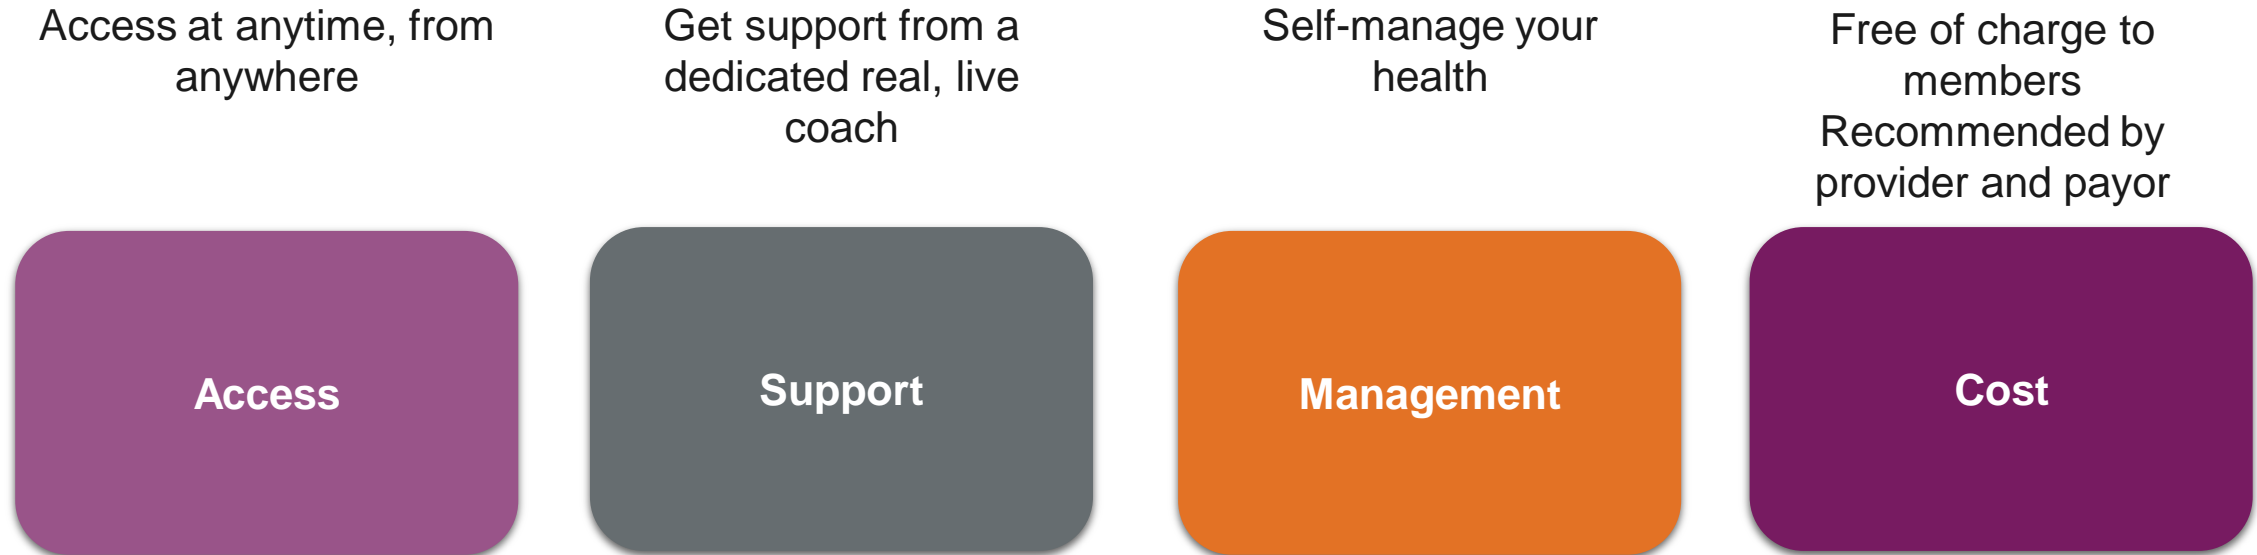 Access at anytime, from
anywhere
Get support from a
dedicated real, live
coach
Self-manage your
health
Free of charge to
members
Recommended by
provider and payor
Access
Support
Management
Cost